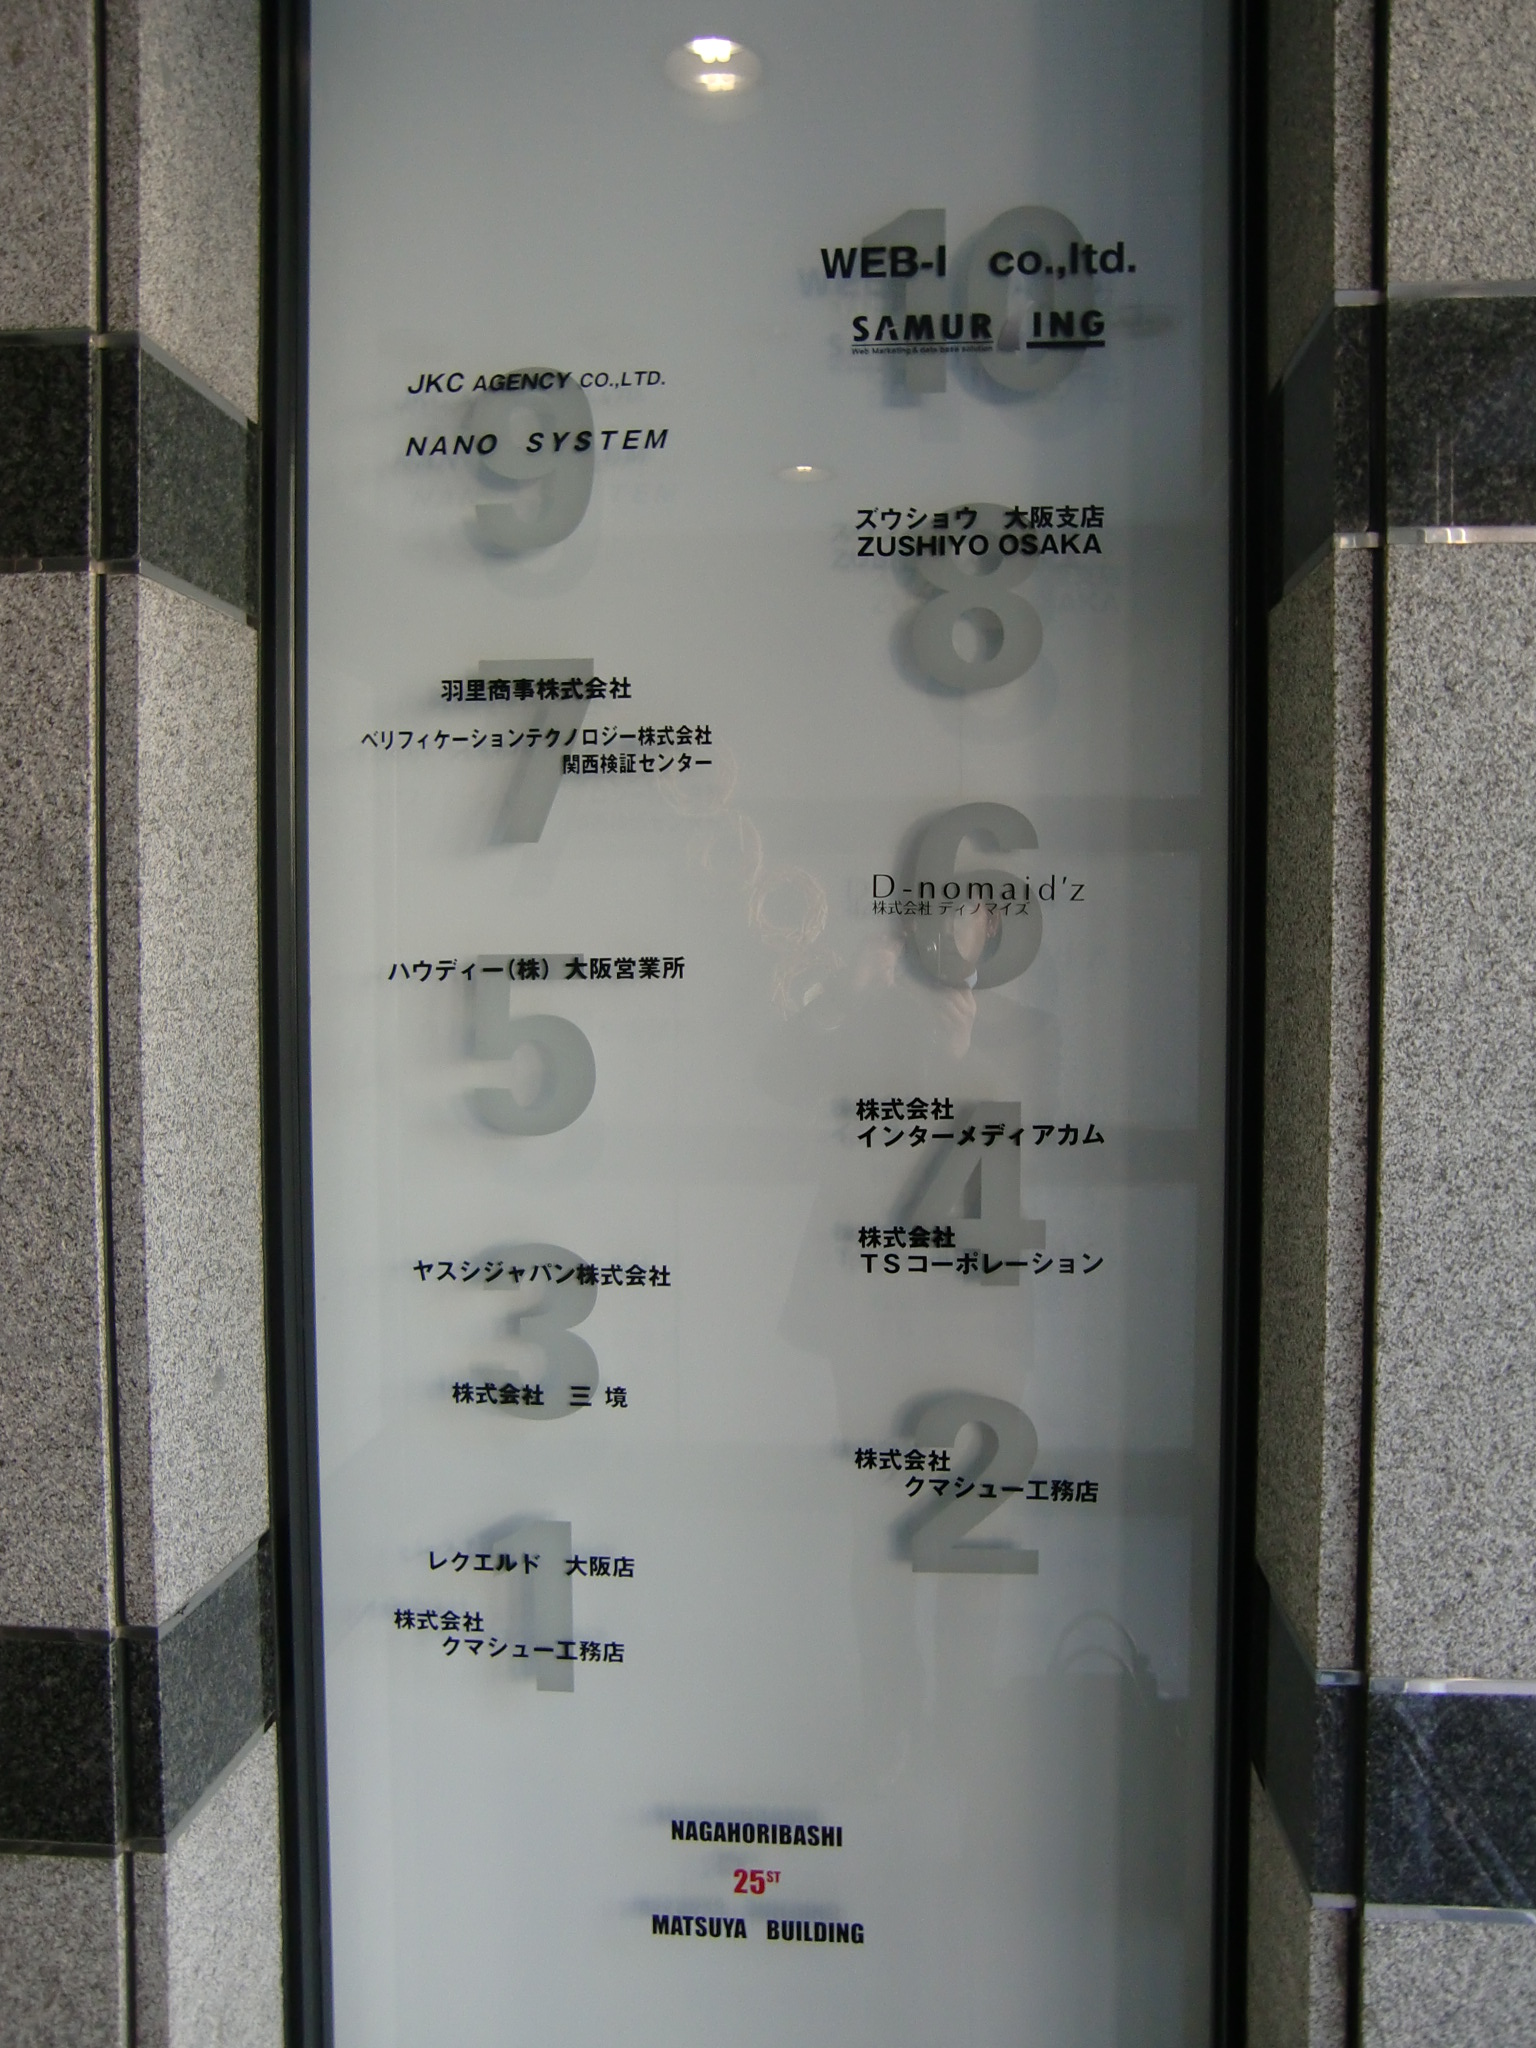 10
WEB-I co.,ltd.
SAMUR ING
Web Marketing & data base solution
9
JKC AGENCY CO.,LTD.
NANO SYSTEM
8
ズウショウ 大阪支店
ZUSHIYO OSAKA
7
羽里商事株式会社
ベリフィケーションテクノロジー株式会社
関西検証センター
6
D-nomaid'z
株式会社 ディノマイズ
5
ハウディー(株) 大阪営業所
4
株式会社
インターメディアカム
株式会社
TSコーポレーション
3
ヤスシジャパン株式会社
株式会社 三境
2
株式会社
クマシュー工務店
1
レクエルド 大阪店
株式会社
クマシュー工務店
NAGAHORIBASHI
25ST
MATSUYA BUILDING